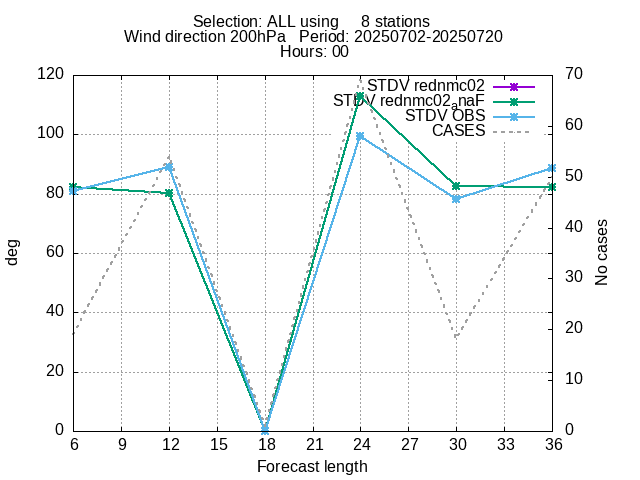 Selection: ALL using     8 stations
Wind direction 200hPa   Period: 20250702-20250720
Hours: 00
120
100
80
60
40
20
0
70
60
50
40
30
20
10
0
STDV rednmc02
STDV rednmc02anaF
STDV OBS
CASES
deg
No cases
6 9 12 15 18 21 24 27 30 33 36
Forecast length